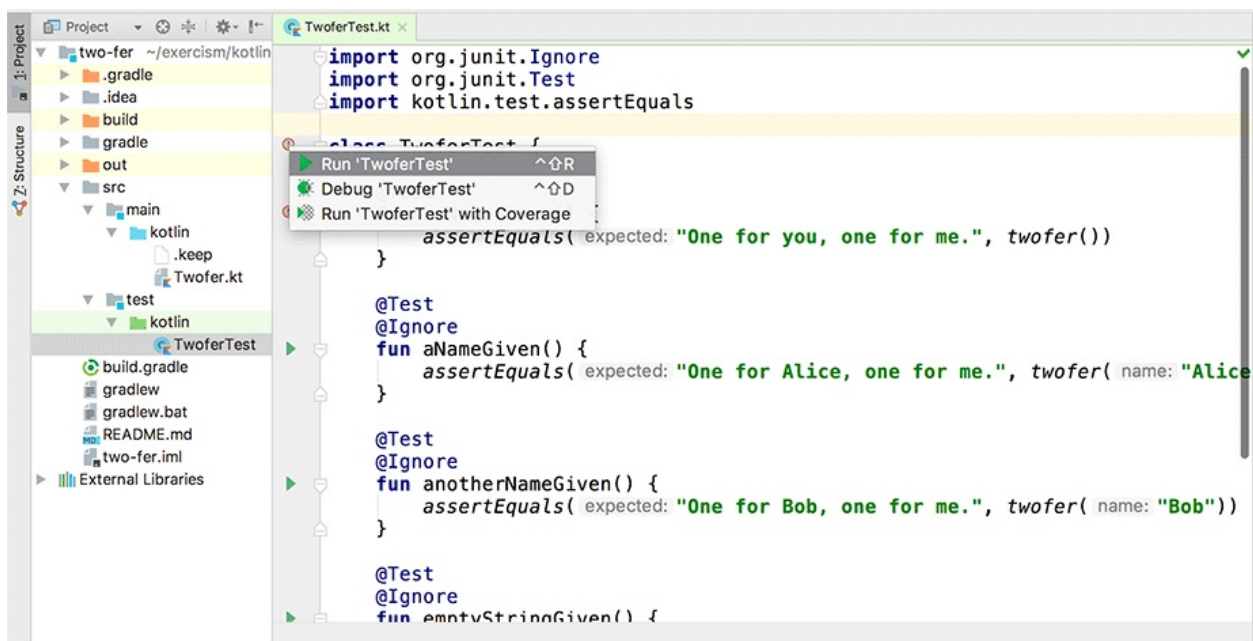 1: Project
Z: Structure
Project
two-fer ~/exercism/kotlin
.gradle
.idea
build
gradle
out
src
main
kotlin
.keep
Twofer.kt
test
kotlin
TwoferTest
build.gradle
gradlew
gradlew.bat
README.md
two-fer.iml
External Libraries
TwoferTest.kt
import org.junit.Ignore
import org.junit.Test
import kotlin.test.assertEquals
class TwoferTest {
Run 'TwoferTest' ^⇧R
Debug 'TwoferTest' ^⇧D
Run 'TwoferTest' with Coverage
{
assertEquals( expected: "One for you, one for me.", twofer())
}
@Test
@Ignore
fun aNameGiven() {
assertEquals( expected: "One for Alice, one for me.", twofer( name: "Alice
}
@Test
@Ignore
fun anotherNameGiven() {
assertEquals( expected: "One for Bob, one for me.", twofer( name: "Bob"))
}
@Test
@Ignore
fun emptyStringGiven() {